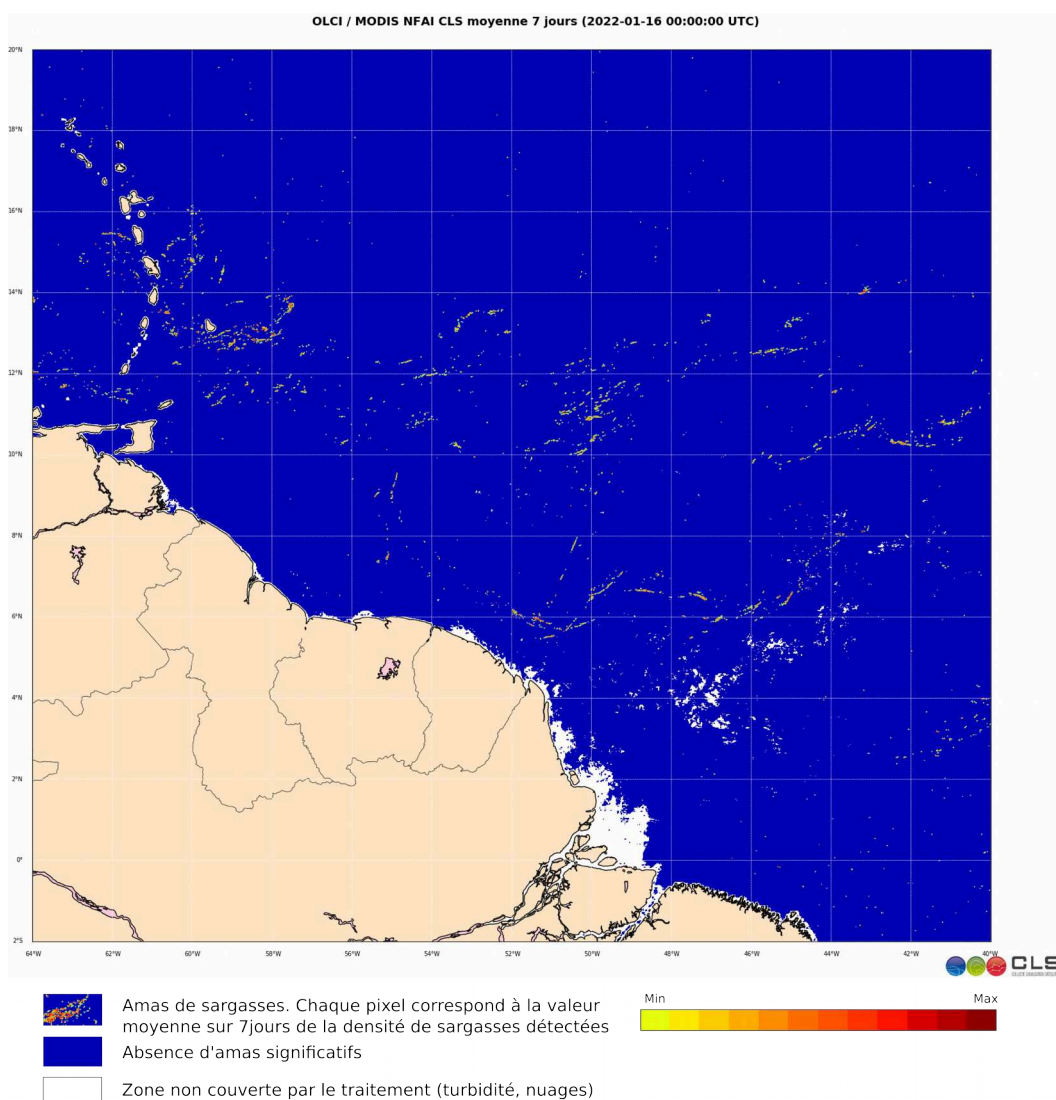 OLCI / MODIS NFAI CLS moyenne 7 jours (2022-01-16 00:00:00 UTC)
20°N
18°N
16°N
14°N
12°N
10°N
8°N
6°N
4°N
2°N
0°
2°S
64°W 62°W 60°W 58°W 56°W 54°W 52°W 50°W 48°W 46°W 44°W 42°W 40°W
CLS
Amas de sargasses. Chaque pixel correspond à la valeur
moyenne sur 7jours de la densité de sargasses détectées
Min Max
Absence d'amas significatifs
Zone non couverte par le traitement (turbidité, nuages)